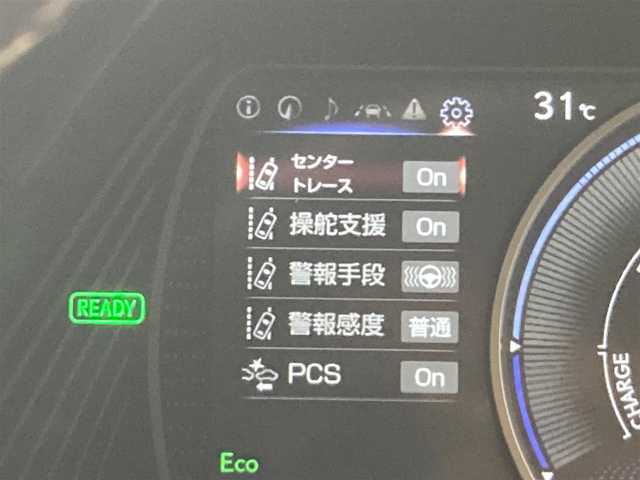 31℃
センター
トレース On
操舵支援 On
警報手段
警報感度 普通
PCS On
READY
Eco
CHARGE